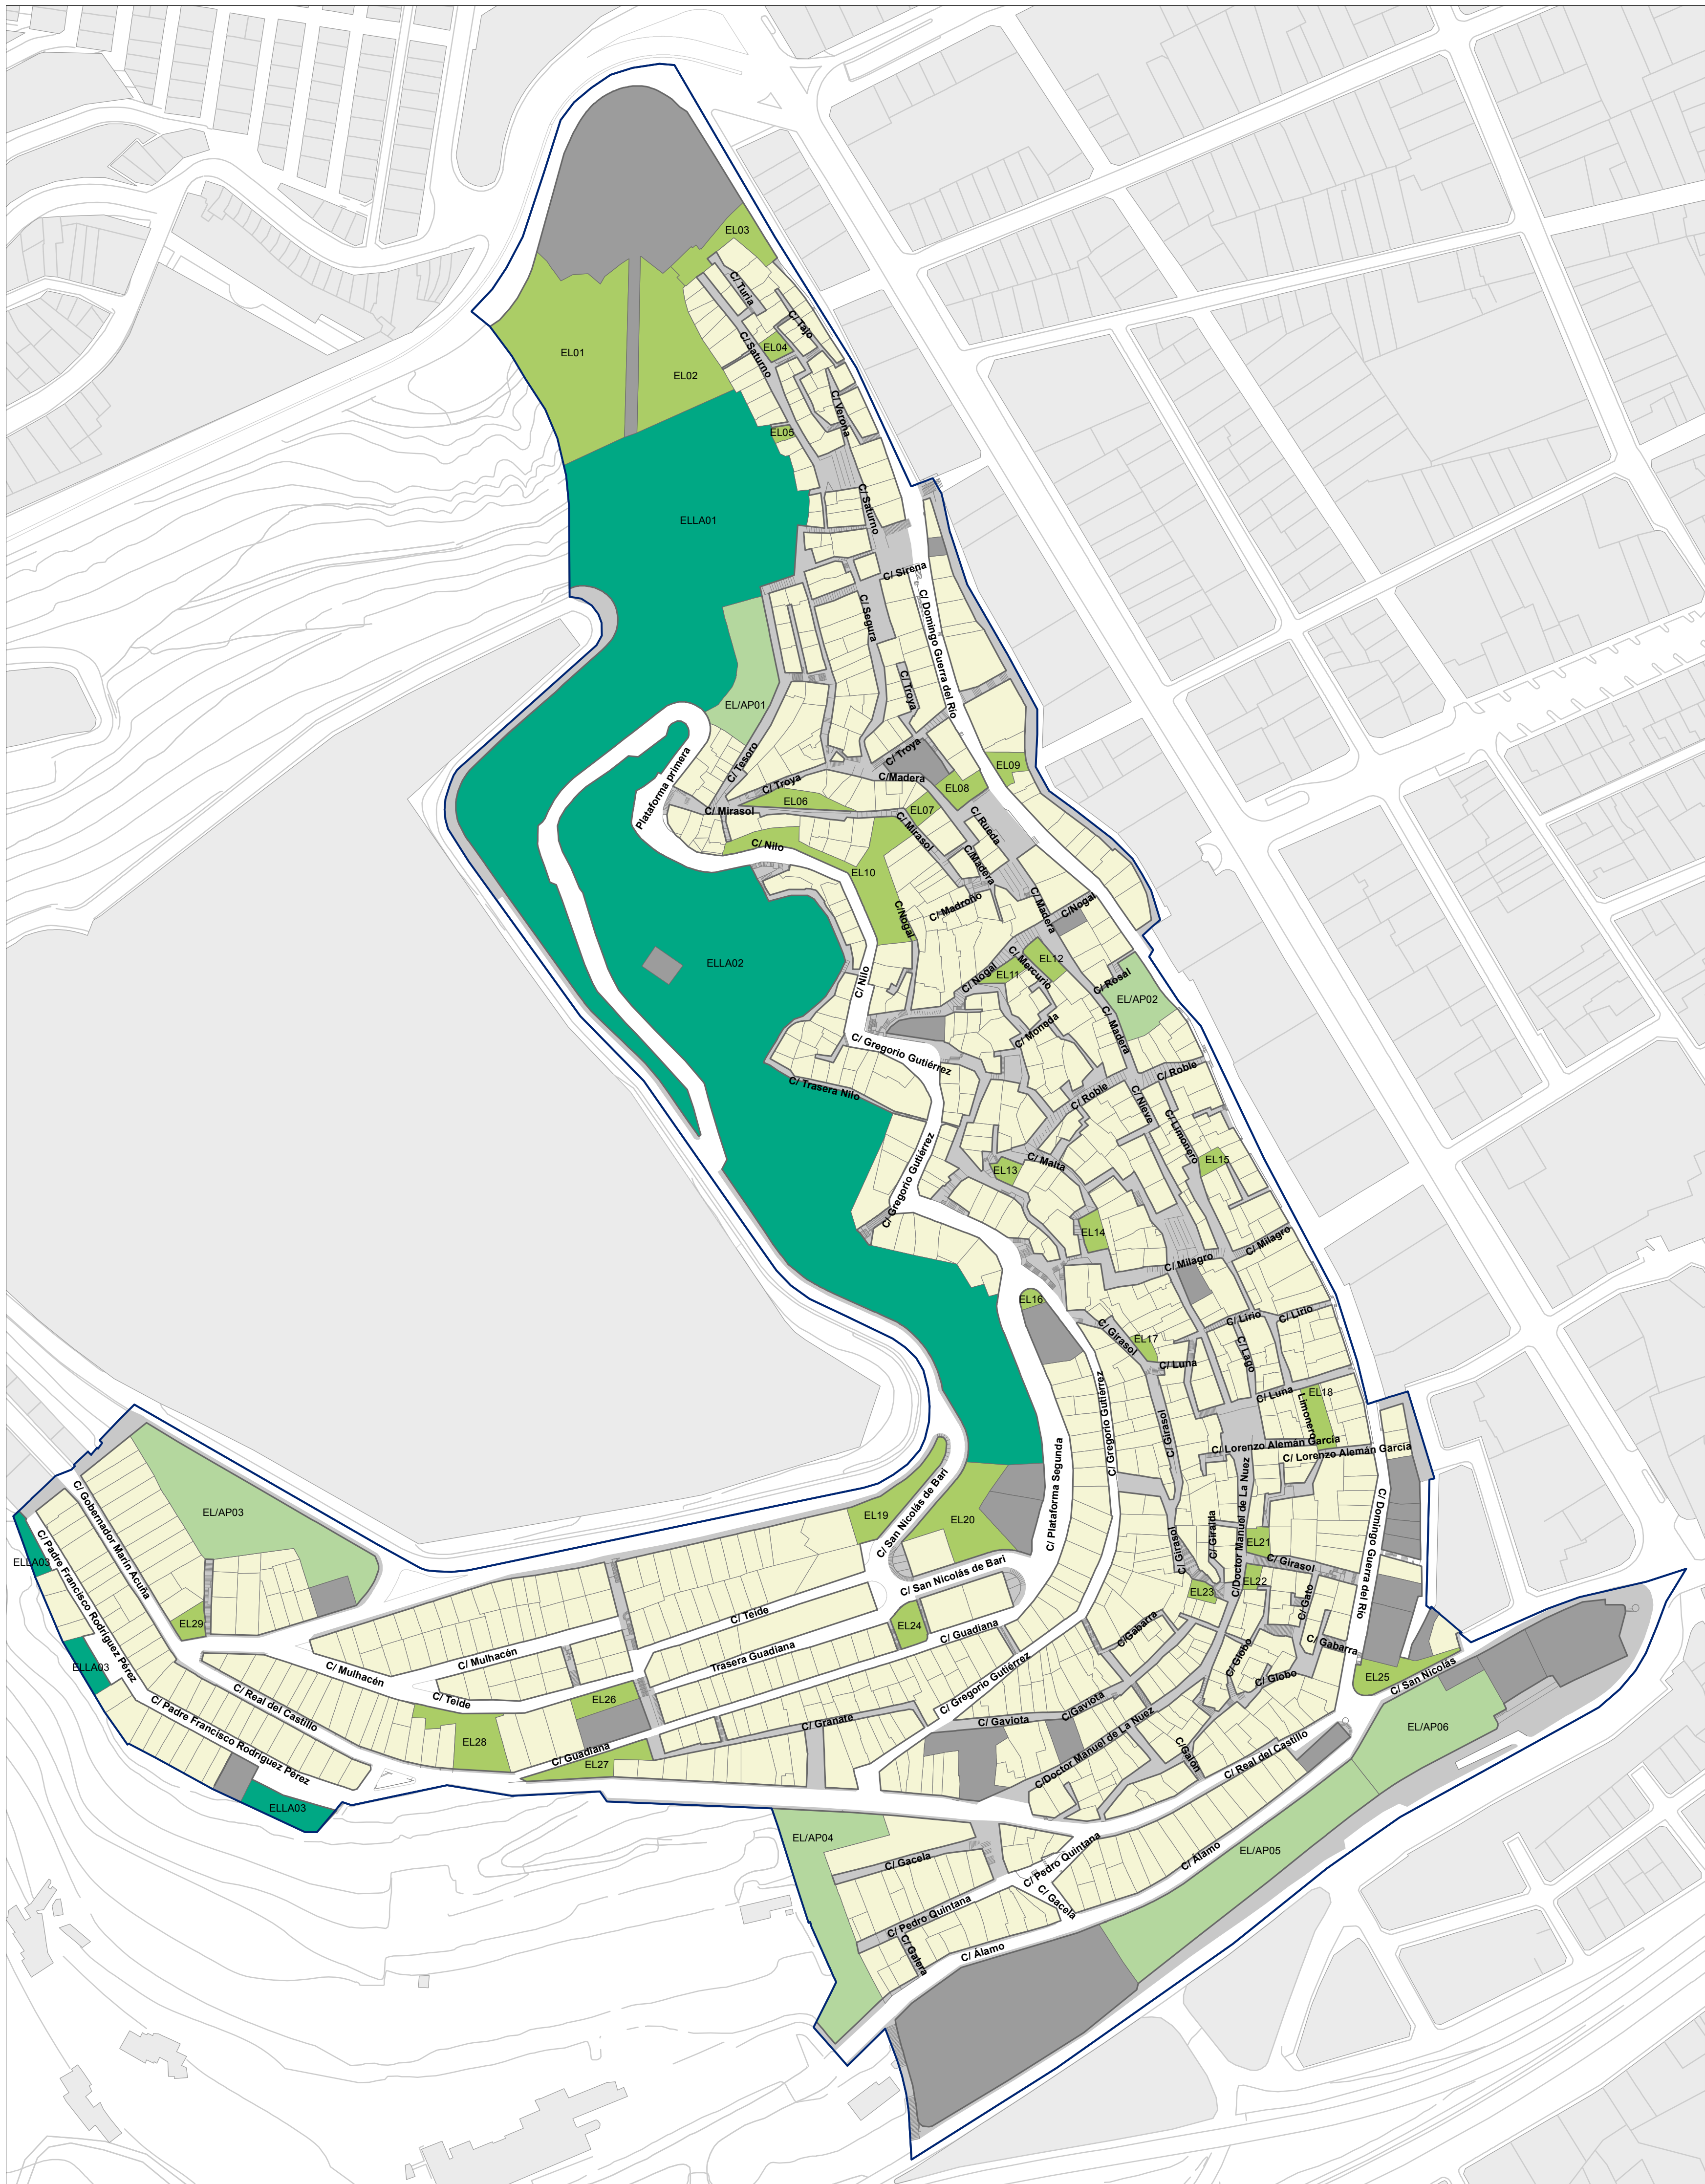 EL03
C/ Turia
C/ Tajo
EL01
EL04
C/ Saturno
EL02
C/ Verona
EL05
C/ Saturno
ELLA01
C/ Sirena
C/ Segura
C/ Domingo Guerra del Río
C/ Troya
EL/AP01
C/ Tesoro
C/ Troya
Plataforma primera
C/ Troya
C/Madera
EL09
EL08
EL06
EL07
C/ Mirasol
C/ Mirasol
C/ Rueda
C/ Nilo
C/Madera
EL10
C/Nogal
C/ Madroño
C/ Madera
C/Nogal
ELLA02
C/ Nilo
C/ Nogal
EL11
C/ Mercurio
EL12
C/ Rosal
EL/AP02
C/ Moneda
C/ Madera
C/ Gregorio Gutiérrez
C/ Trasera Nilo
C/ Roble
C/ Roble
C/ Nieve
C/ Limonero
C/ Gregorio Gutiérrez
EL13
C/ Malta
EL15
EL14
C/ Milagro
C/ Milagro
EL16
C/ Girasol
EL17
C/ Lirio
C/ Lirio
C/ Luna
C/ Lago
C/ Gregorio Gutiérrez
C/ Luna
EL18
Limonero
C/ Girasol
C/ Lorenzo Alemán García
C/ Lorenzo Alemán García
C/ Plataforma Segunda
C/Doctor Manuel de La Nuez
C/ Domingo Guerra del Río
C/ Gobernador Marín Acuña
EL/AP03
EL19
C/ San Nicolás de Bari
EL20
C/ Giralda
C/ Girasol
EL21
C/ Girasol
EL22
EL23
C/ Gato
ELLA03
C/ Padre Francisco Rodríguez Pérez
C/ San Nicolás de Bari
EL29
C/ Teide
EL24
C/ Guadiana
C/Gabarra
C/ Gabarra
C/Globo
C/ Globo
Trasera Guadiana
C/ Mulhacén
C/ Mulhacén
ELLA03
C/ Teide
C/ Gregorio Gutiérrez
EL25
C/ San Nicolás
C/ Real del Castillo
EL26
C/ Padre Francisco Rodríguez Pérez
C/ Granate
C/ Gaviota
C/Gaviota
C/Doctor Manuel de La Nuez
EL/AP06
EL28
C/ Guadiana
EL27
C/Galón
C/ Real del Castillo
ELLA03
EL/AP04
C/ Gacela
C/ Pedro Quintana
C/ Álamo
EL/AP05
C/ Gacela
C/ Pedro Quintana
C/ Galera
C/ Álamo